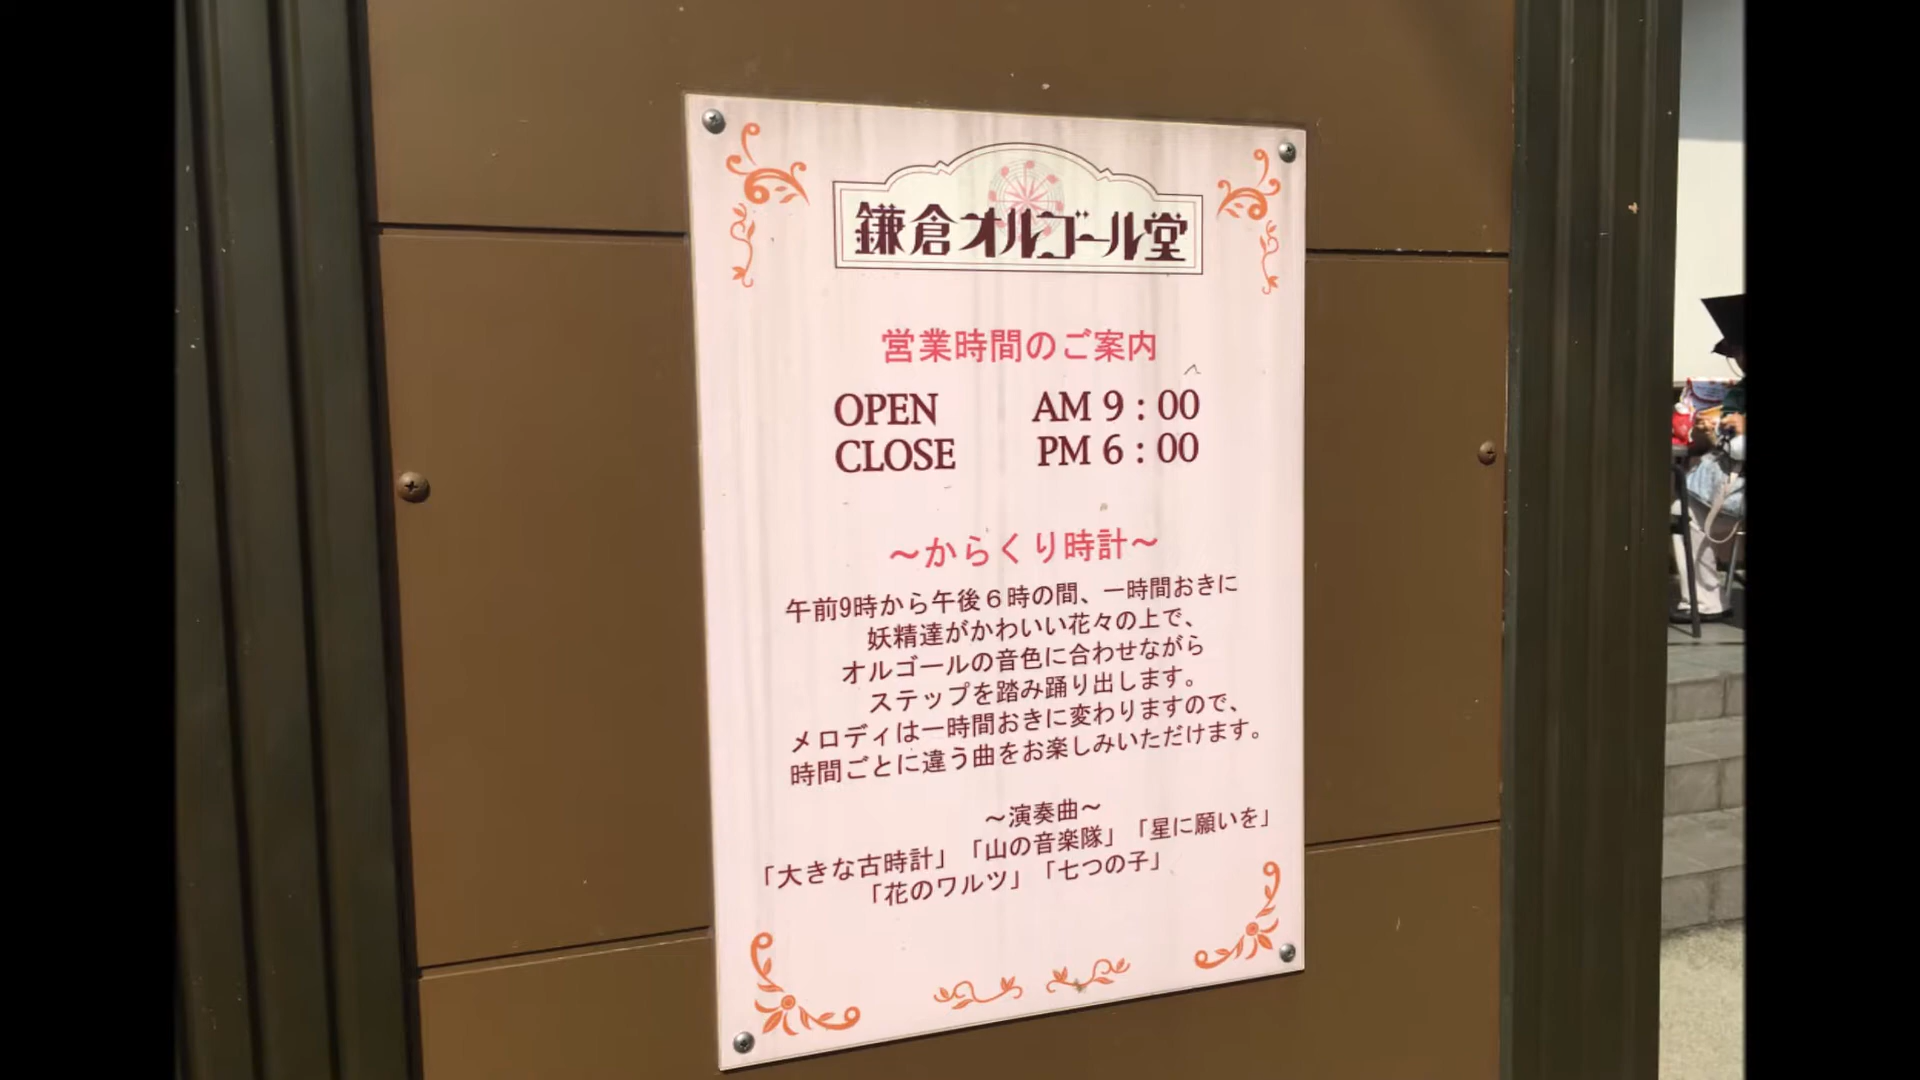 鎌倉オルゴール堂
営業時間のご案内
OPEN AM 9：00
CLOSE PM 6：00
～からくり時計～
午前9時から午後６時の間、一時間おきに
妖精達がかわいい花々の上で、
オルゴールの音色に合わせながら
ステップを踏み踊り出します。
メロディは一時間おきに変わりますので、
時間ごとに違う曲をお楽しみいただけます。
～演奏曲～
「大きな古時計」「山の音楽隊」「星に願いを」
「花のワルツ」「七つの子」